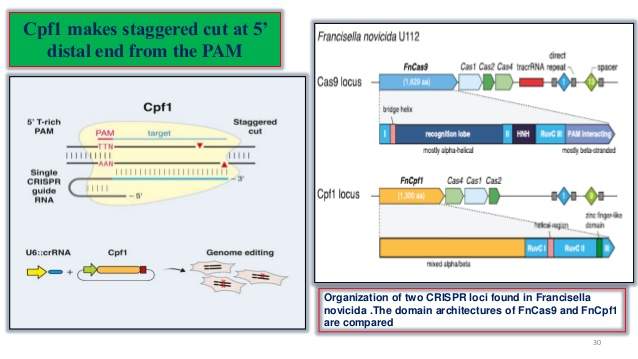 Cpf1 makes staggered cut at 5’
distal end from the PAM
Cpf1
5’ T-rich
PAM
PAM
target
Staggered
cut
TTN
AAN
Single
CRISPR
guide
RNA
3’
5’
U6::crRNA
Cpf1
Genome editing
+
Francisella novicida U112
Cas9 locus
FnCas9
(1,629 aa)
Cas1 Cas2 Cas4
tracrRNA
direct
repeat
spacer
bridge helix
I
recognition lobe
II
HNH
RuvC III
PAM interacting
mostly alpha-helical
mostly beta-stranded
Cpf1 locus
FnCpf1
(1,300 aa)
Cas4 Cas1 Cas2
helical-region
zinc finger-like
domain
RuvC I
RuvC II
III
mixed alpha/beta
Organization of two CRISPR loci found in Francisella
novicida .The domain architectures of FnCas9 and FnCpf1
are compared
30